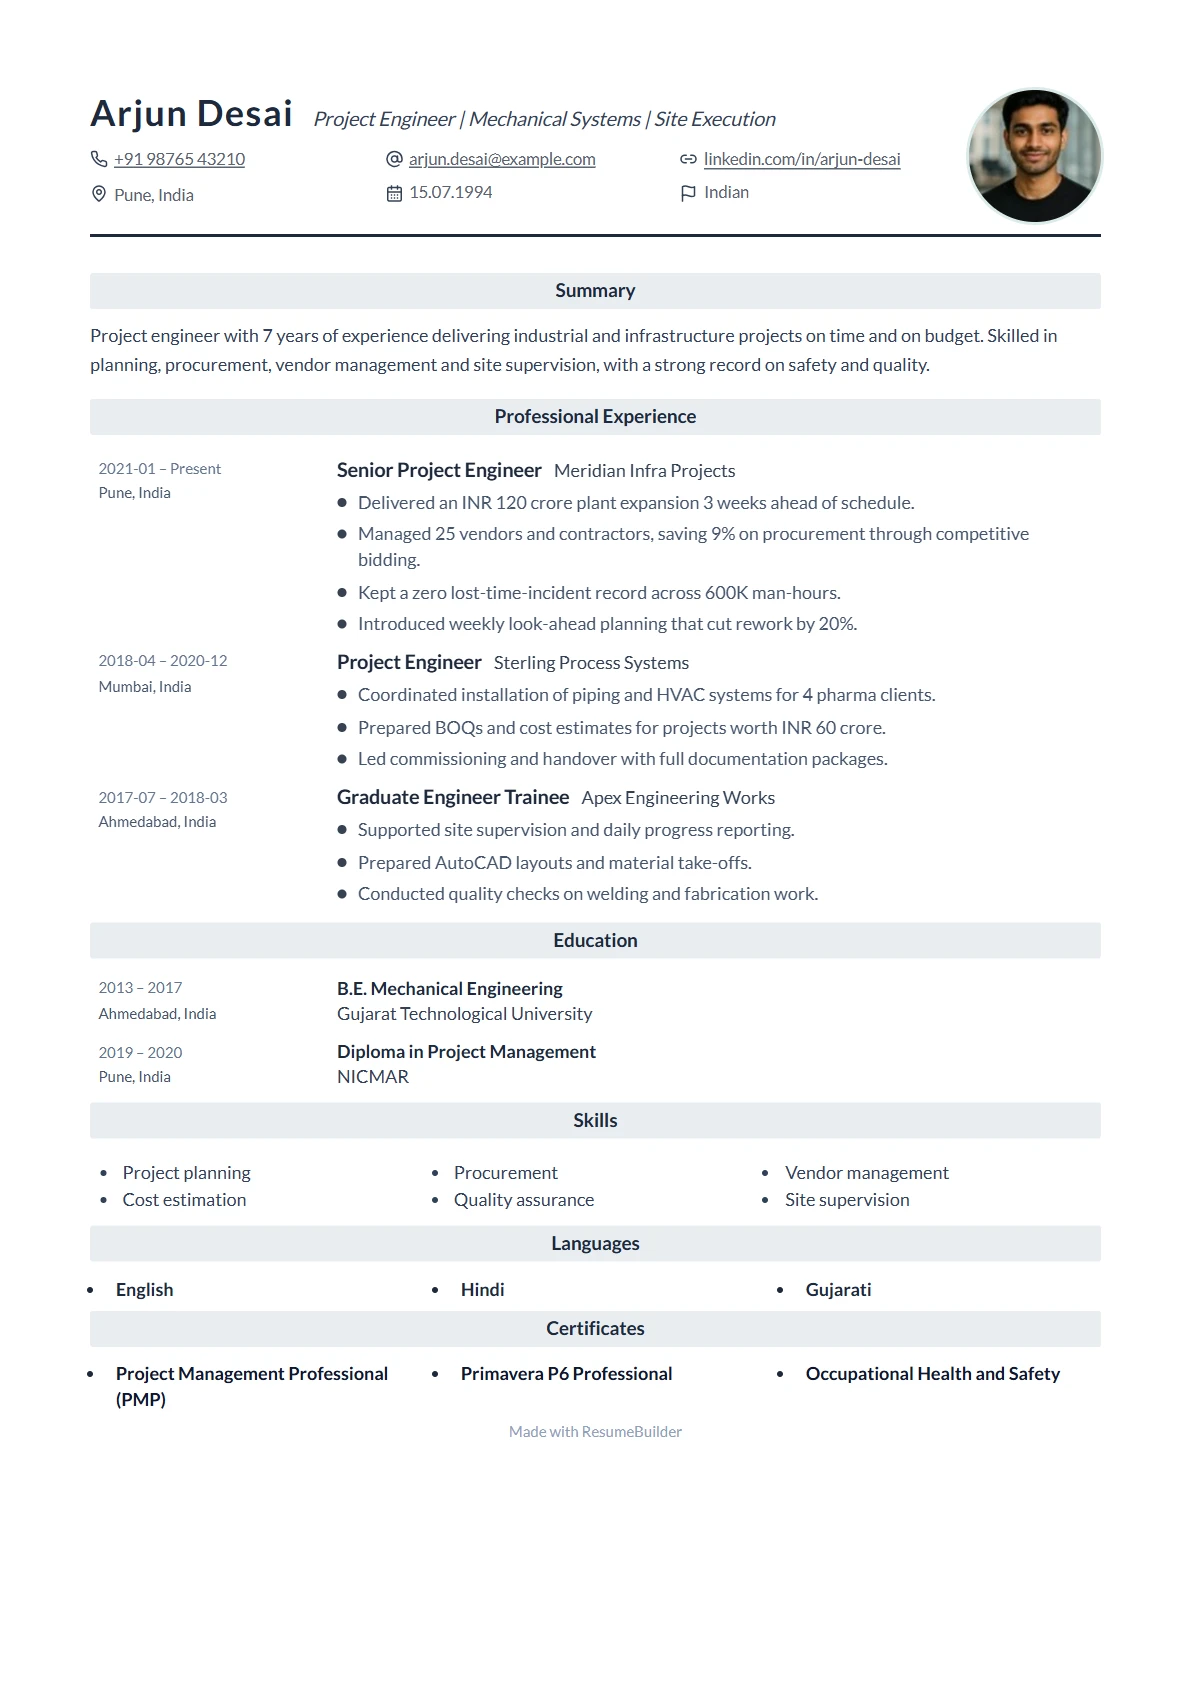 Arjun Desai Project Engineer | Mechanical Systems | Site Execution
+91 98765 43210 arjun.desai@example.com linkedin.com/in/arjun-desai
Pune, India 15.07.1994 Indian
Summary
Project engineer with 7 years of experience delivering industrial and infrastructure projects on time and on budget. Skilled in
planning, procurement, vendor management and site supervision, with a strong record on safety and quality.
Professional Experience
2021-01 – Present
Pune, India
Senior Project Engineer Meridian Infra Projects
• Delivered an INR 120 crore plant expansion 3 weeks ahead of schedule.
• Managed 25 vendors and contractors, saving 9% on procurement through competitive
bidding.
• Kept a zero lost-time-incident record across 600K man-hours.
• Introduced weekly look-ahead planning that cut rework by 20%.
2018-04 – 2020-12
Mumbai, India
Project Engineer Sterling Process Systems
• Coordinated installation of piping and HVAC systems for 4 pharma clients.
• Prepared BOQs and cost estimates for projects worth INR 60 crore.
• Led commissioning and handover with full documentation packages.
2017-07 – 2018-03
Ahmedabad, India
Graduate Engineer Trainee Apex Engineering Works
• Supported site supervision and daily progress reporting.
• Prepared AutoCAD layouts and material take-offs.
• Conducted quality checks on welding and fabrication work.
Education
2013 – 2017
Ahmedabad, India
B.E. Mechanical Engineering
Gujarat Technological University
2019 – 2020
Pune, India
Diploma in Project Management
NICMAR
Skills
• Project planning • Procurement • Vendor management
• Cost estimation • Quality assurance • Site supervision
Languages
• English • Hindi • Gujarati
Certificates
• Project Management Professional
(PMP)
• Primavera P6 Professional
• Occupational Health and Safety
Made with ResumeBuilder